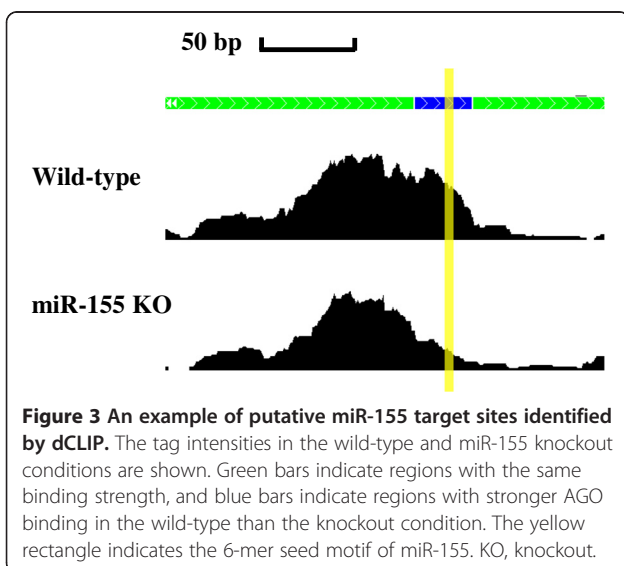 50 bp
Wild-type
miR-155 KO
Figure 3 An example of putative miR-155 target sites identified
by dCLIP. The tag intensities in the wild-type and miR-155 knockout
conditions are shown. Green bars indicate regions with the same
binding strength, and blue bars indicate regions with stronger AGO
binding in the wild-type than the knockout condition. The yellow
rectangle indicates the 6-mer seed motif of miR-155. KO, knockout.